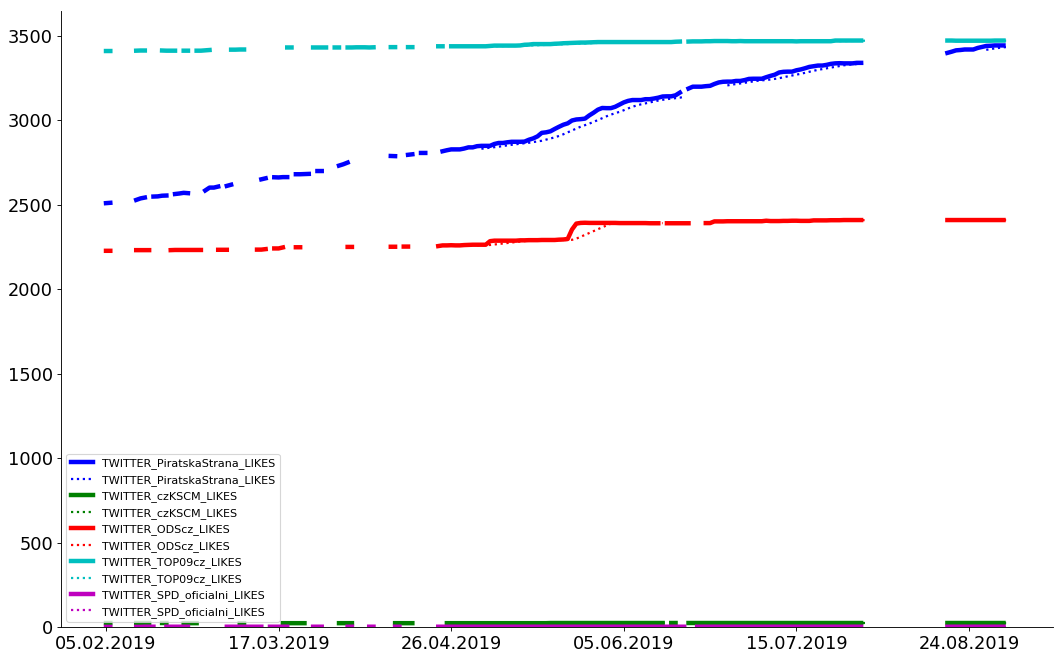 3500
3000
2500
2000
1500
1000
500
0
TWITTER_PiratskaStrana_LIKES
TWITTER_PiratskaStrana_LIKES
TWITTER_czKSCM_LIKES
TWITTER_czKSCM_LIKES
TWITTER_ODScz_LIKES
TWITTER_ODScz_LIKES
TWITTER_TOP09cz_LIKES
TWITTER_TOP09cz_LIKES
TWITTER_SPD_oficialni_LIKES
TWITTER_SPD_oficialni_LIKES
05.02.2019 17.03.2019 26.04.2019 05.06.2019 15.07.2019 24.08.2019